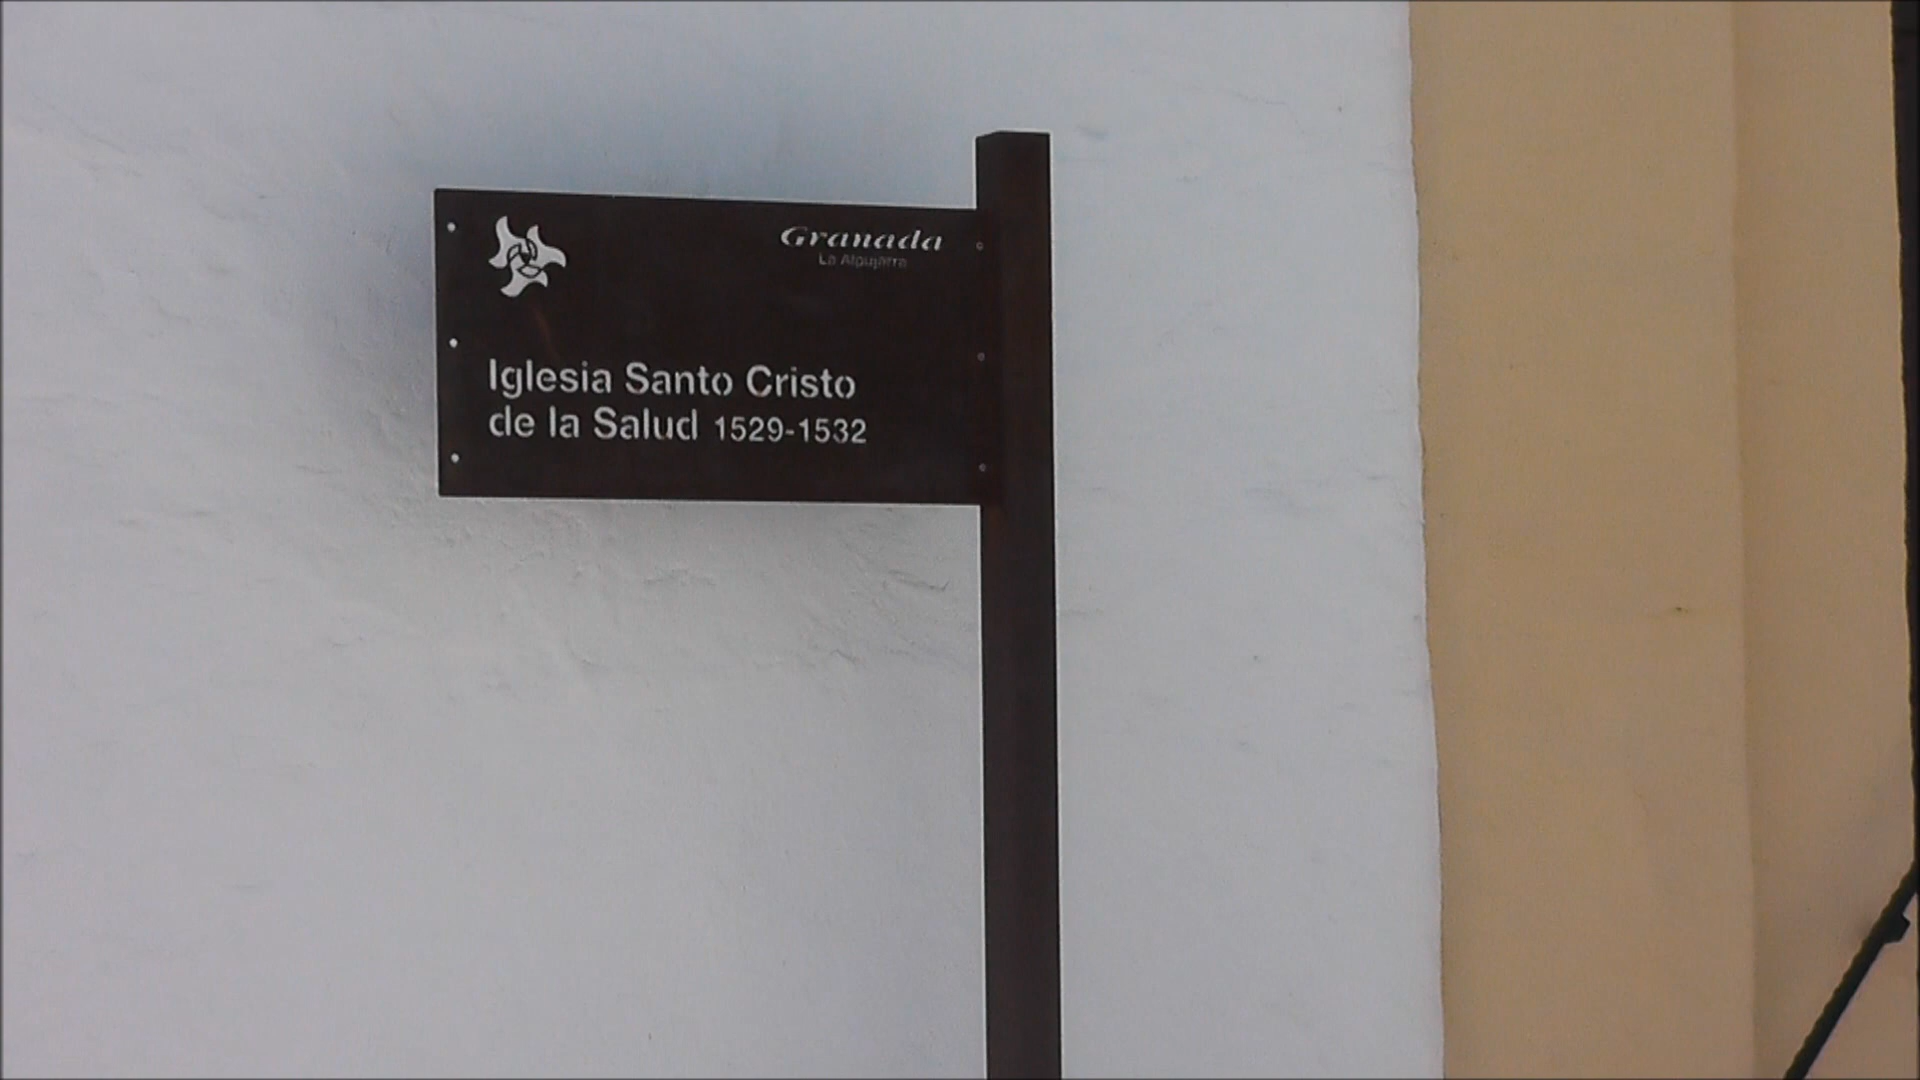 Granada
La Alpujarra
Iglesia Santo Cristo
de la Salud 1529-1532